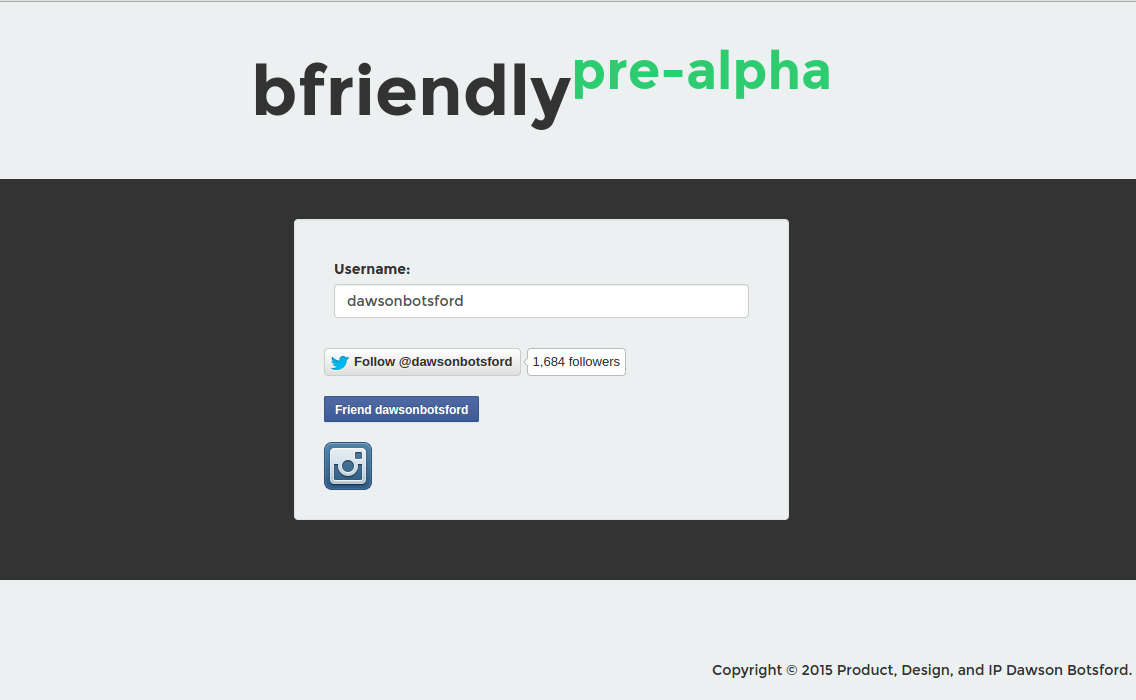 bfriendlypre-alpha
Username:
dawsonbotsford
Follow @dawsonbotsford 1,684 followers
Friend dawsonbotsford
Copyright © 2015 Product, Design, and IP Dawson Botsford.